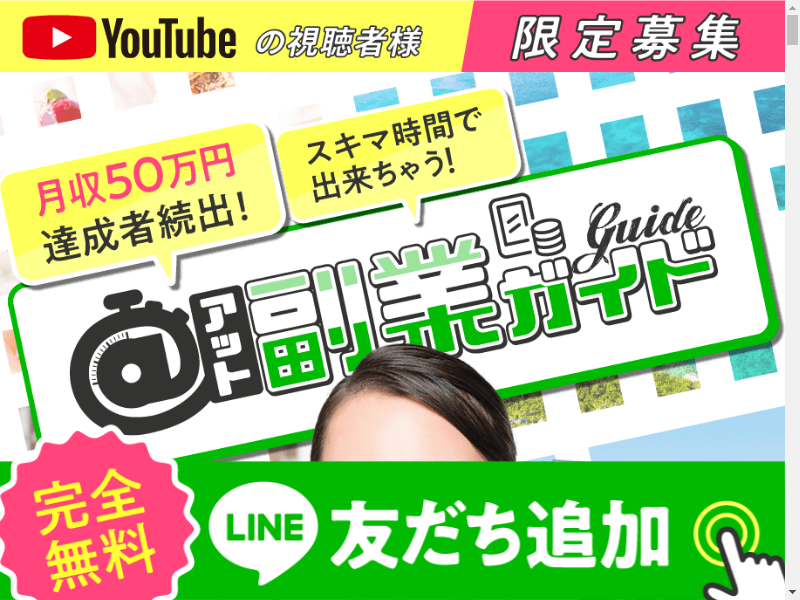 YouTube の視聴者様
限定募集
月収50万円
達成者続出!
スキマ時間で
出来ちゃう!
Guide
@アット副業ガイド
完全
無料
LINE 友だち追加